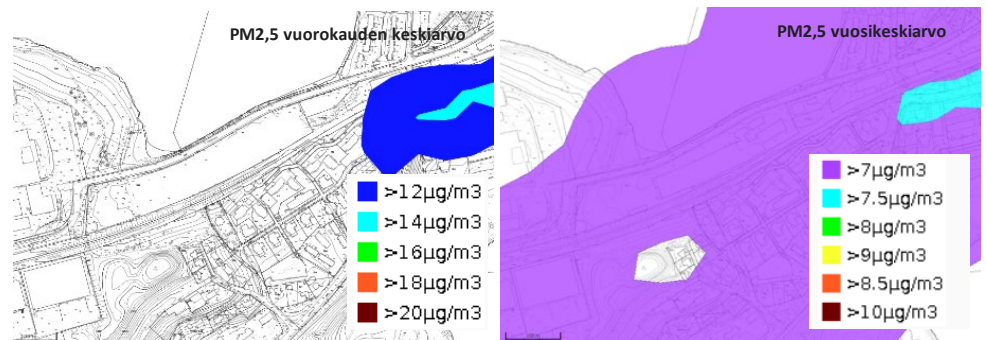 PM2,5 vuorokauden keskiarvo
>12µg/m3
>14µg/m3
>16µg/m3
>18µg/m3
>20µg/m3
PM2,5 vuosikeskiarvo
>7µg/m3
>7.5µg/m3
>8µg/m3
>9µg/m3
>8.5µg/m3
>10µg/m3